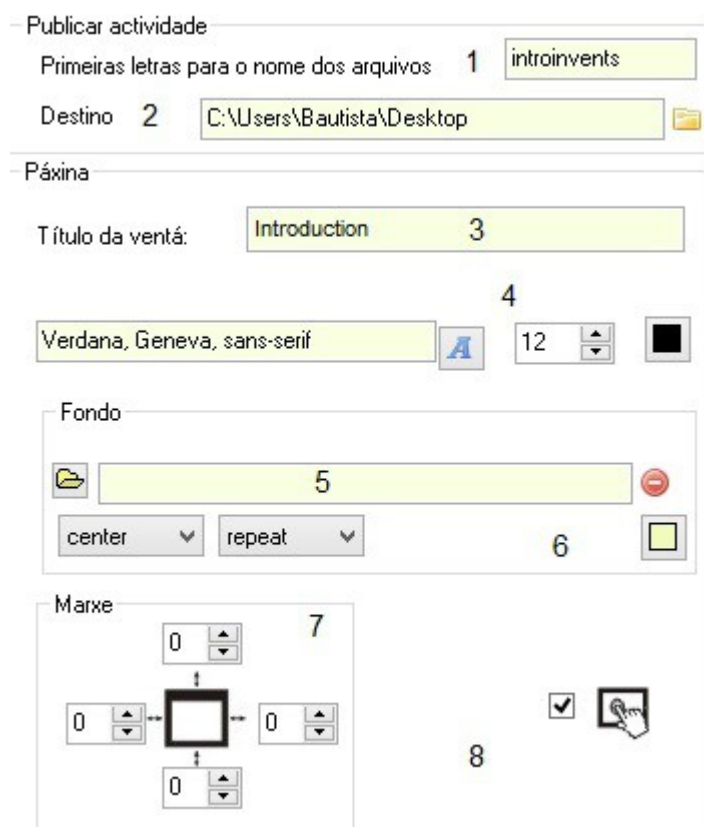 Publicar actividade
Primeiras letras para o nome dos arquivos 1 introinvents
Destino 2 C:\Users\Bautista\Desktop
Páxina
Título da ventá: Introduction 3
4
Verdana, Geneva, sans-serif A 12
Fondo
5
center repeat 6
Marxe
7
0
0 0
8
0